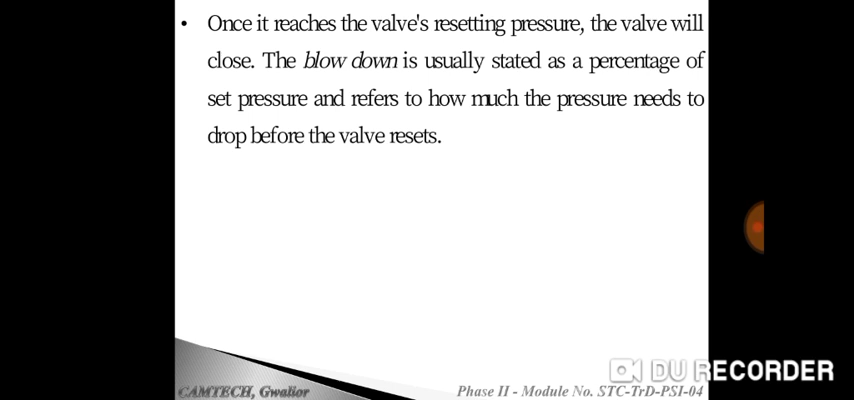 • Once it reaches the valve's resetting pressure, the valve will
close. The blow down is usually stated as a percentage of
set pressure and refers to how much the pressure needs to
drop before the valve resets.
DU RECORDER
CAMTECH, Gwalior
Phase II - Module No. STC-TrD-PSI-04